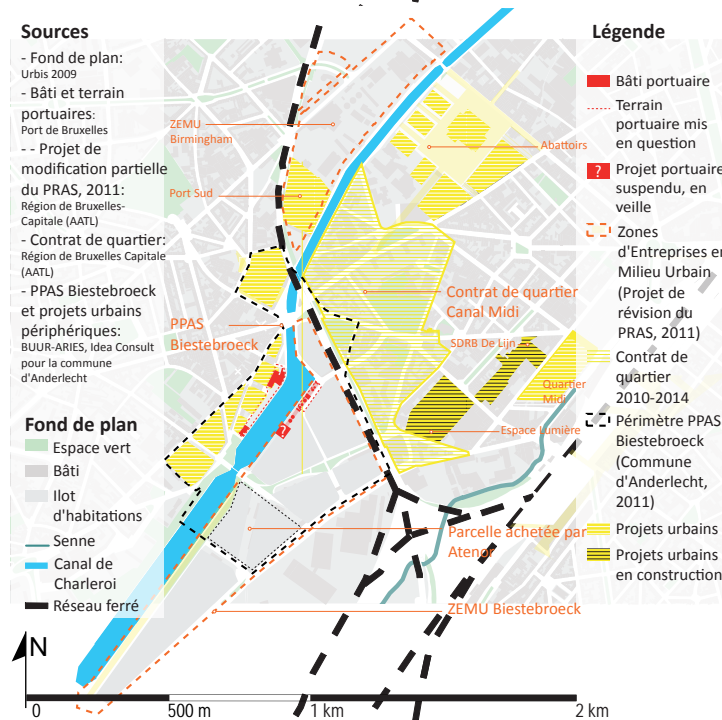 Sources
- Fond de plan:
Urbis 2009
- Bâti et terrain
portuaires:
Port de Bruxelles
- - Projet de
modification partielle
du PRAS, 2011:
Région de Bruxelles-
Capitale (AATL)
- Contrat de quartier:
Région de Bruxelles Capitale
(AATL)
- PPAS Biestebroeck
et projets urbains
périphériques:
BUUR-ARIES, Idea Consult
pour la commune
d'Anderlecht
Fond de plan
Espace vert
Bâti
Ilot
d'habitations
Senne
Canal de
Charleroi
Réseau ferré
ZEMU
Birmingham
Port Sud
Abattoirs
PPAS
Biestebroeck
Contrat de quartier
Canal Midi
SDRB De Lijn
Quartier
Midi
Espace Lumière
Parcelle achetée par
Atenor
ZEMU Biestebroeck
Légende
Bâti portuaire
Terrain
portuaire mis
en question
?
Projet portuaire
suspendu, en
veille
Zones
d'Entreprises en
Milieu Urbain
(Projet de
révision du
PRAS, 2011)
Contrat de
quartier
2010-2014
Périmètre PPAS
Biestebroeck
(Commune
d'Anderlecht,
2011)
Projets urbains
Projets urbains
en construction
?
N
0 500 m 1 km 2 km